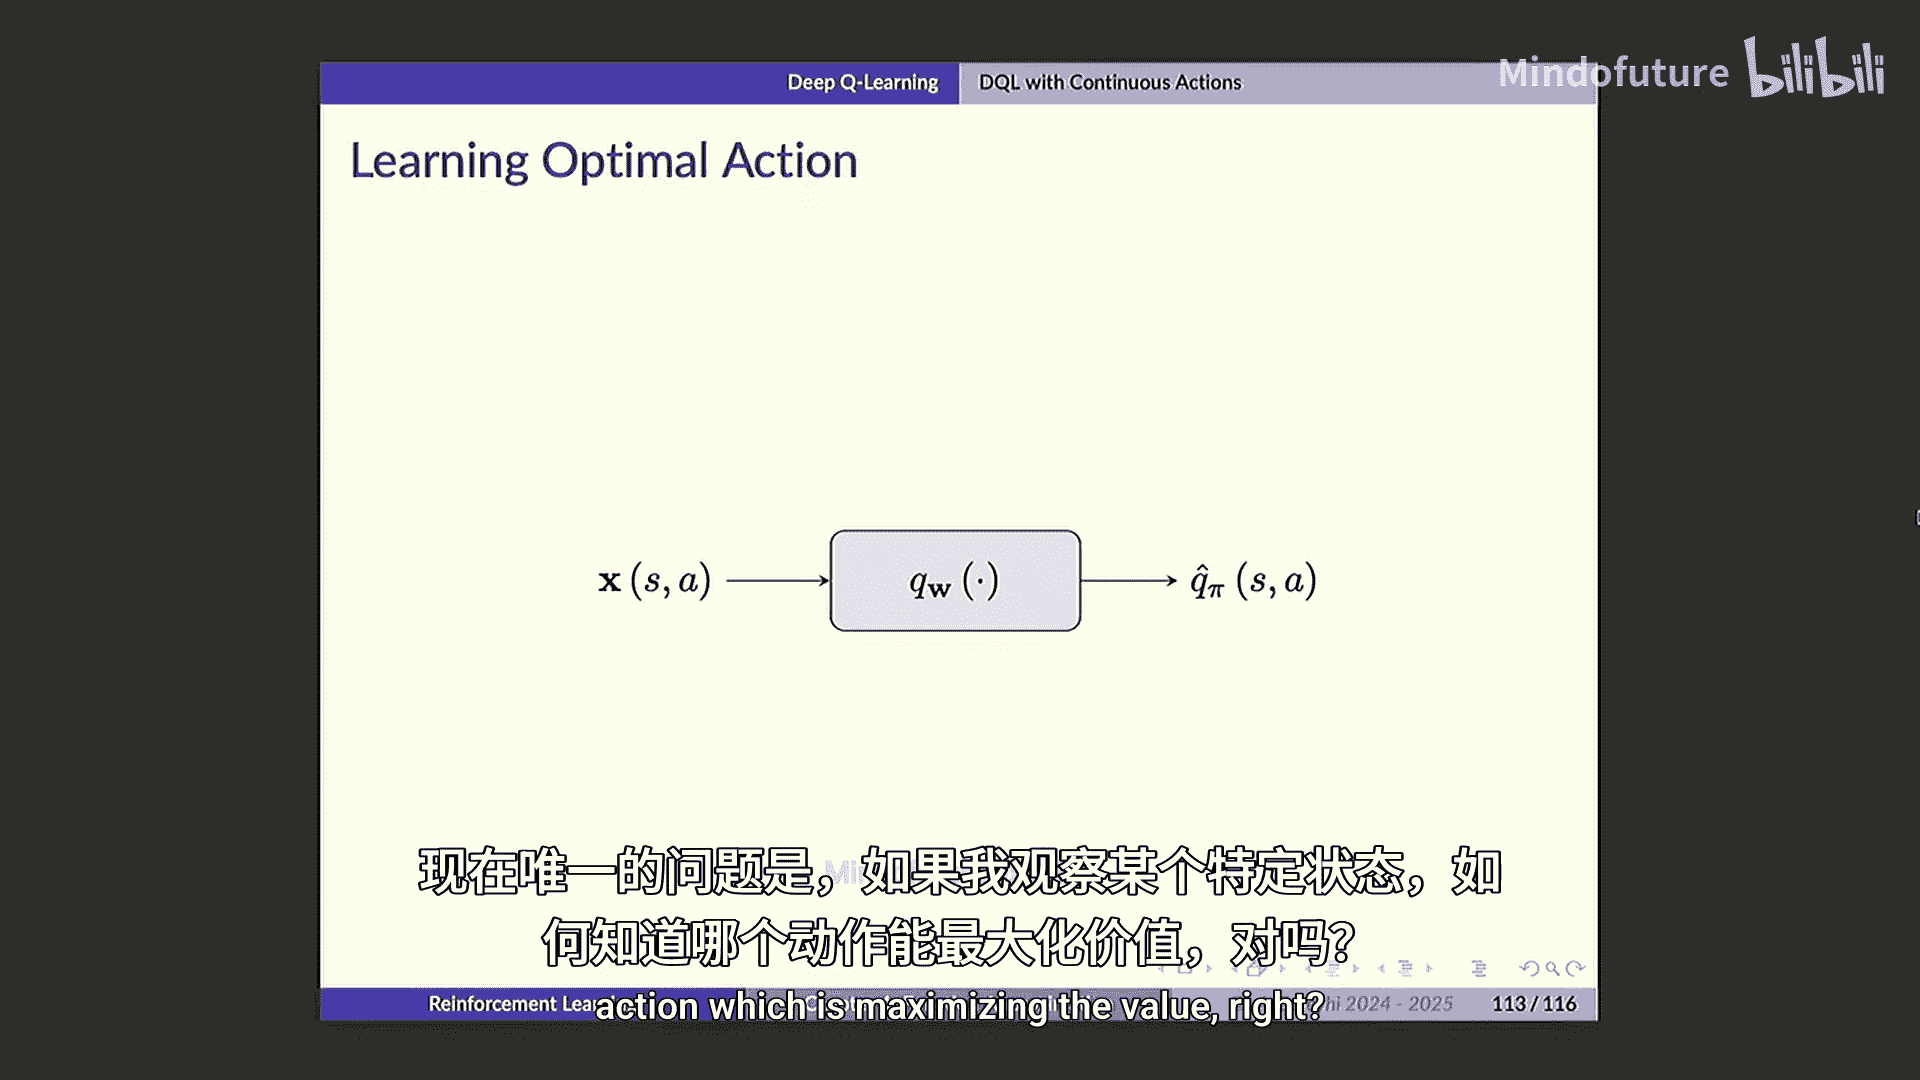 Mindofuture bilibili
Deep Q-Learning DQL with Continuous Actions
Learning Optimal Action
x (s, a) q_w (·) q̂_π (s, a)
现在唯一的问题是，如果我观察某个特定状态，如
何知道哪个动作能最大化价值，对吗？
Reinforcement Lea
action which is maximizing the value, right?
hi 2024 - 2025 113 / 116